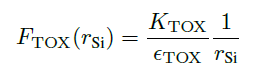 F_TOX(r_Si) = K_TOX/ϵ_TOX 1/r_Si